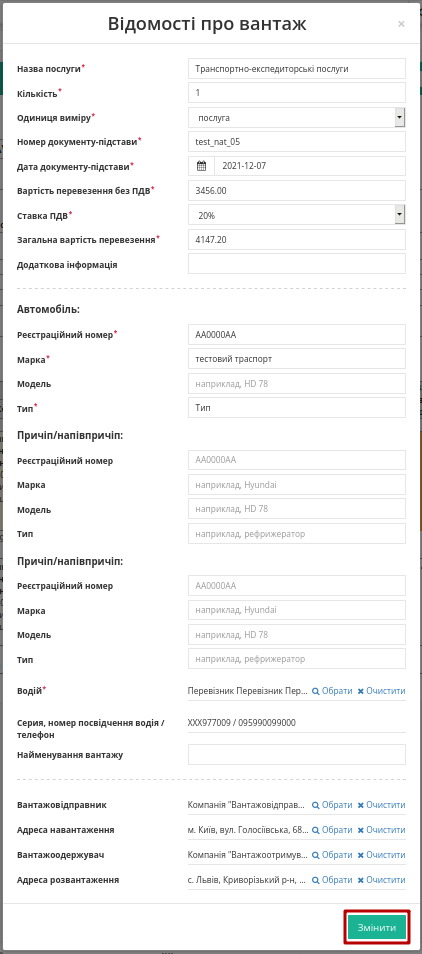 Відомості про вантаж ×
Назва послуги* Транспортно-експедиторські послуги
Кількість* 1
Одиниця виміру* послуга
Номер документу-підстави* test_nat_05
Дата документу-підстави* 2021-12-07
Вартість перевезення без ПДВ* 3456.00
Ставка ПДВ* 20%
Загальна вартість перевезення* 4147.20
Додаткова інформація
Автомобіль:
Реєстраційний номер* АА0000АА
Марка* тестовий траспорт
Модель наприклад, HD 78
Тип* Тип
Причіп/напівпричіп:
Реєстраційний номер АА0000АА
Марка наприклад, Hyundai
Модель наприклад, HD 78
Тип наприклад, рефрижератор
Причіп/напівпричіп:
Реєстраційний номер АА0000АА
Марка наприклад, Hyundai
Модель наприклад, HD 78
Тип наприклад, рефрижератор
Водій* Перевізник Перевізник Пер... Обрати Очистити
Серия, номер посвідчення водія / ХХХ977009 / 095990099000
телефон
Найменування вантажу
Вантажовідправник Компанія "Вантажовідправ... Обрати Очистити
Адреса навантаження м. Київ, вул. Голосіївська, 68... Обрати Очистити
Вантажоодержувач Компанія "Вантажоотримув... Обрати Очистити
Адреса розвантаження с. Львів, Криворізький р-н, ... Обрати Очистити
Змінити